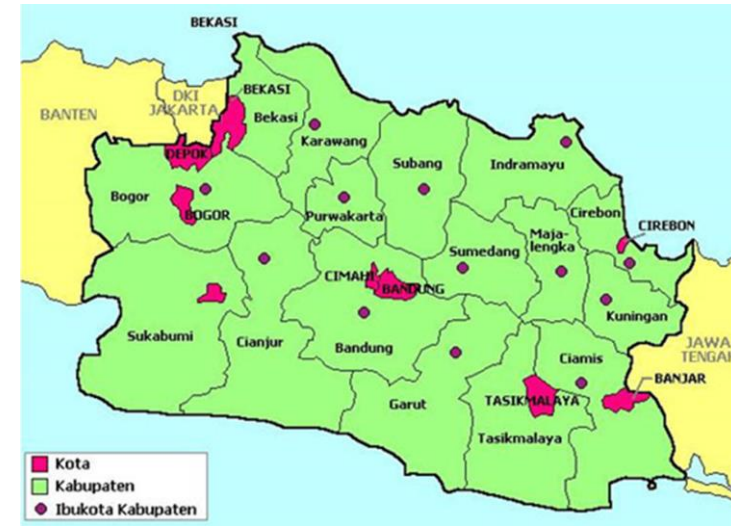 BEKASI
BANTEN
DKI
JAKARTA
BEKASI
Bekasi
Karawang
DEPOK
Subang
Indramayu
Bogor
BOGOR
Purwakarta
Cirebon
CIREBON
Maja-
lengka
Sumedang
CIMAHI
BANDUNG
Kuningan
Sukabumi
Cianjur
Bandung
Ciamis
JAWA
TENGAH
BANJAR
Garut
TASIKMALAYA
Tasikmalaya
Kota
Kabupaten
Ibukota Kabupaten